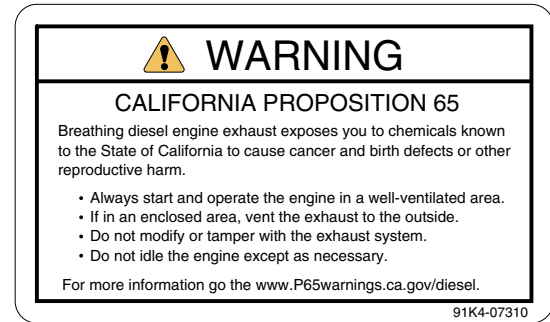 WARNING
CALIFORNIA PROPOSITION 65
Breathing diesel engine exhaust exposes you to chemicals known
to the State of California to cause cancer and birth defects or other
reproductive harm.
• Always start and operate the engine in a well-ventilated area.
• If in an enclosed area, vent the exhaust to the outside.
• Do not modify or tamper with the exhaust system.
• Do not idle the engine except as necessary.
For more information go the www.P65warnings.ca.gov/diesel.
91K4-07310